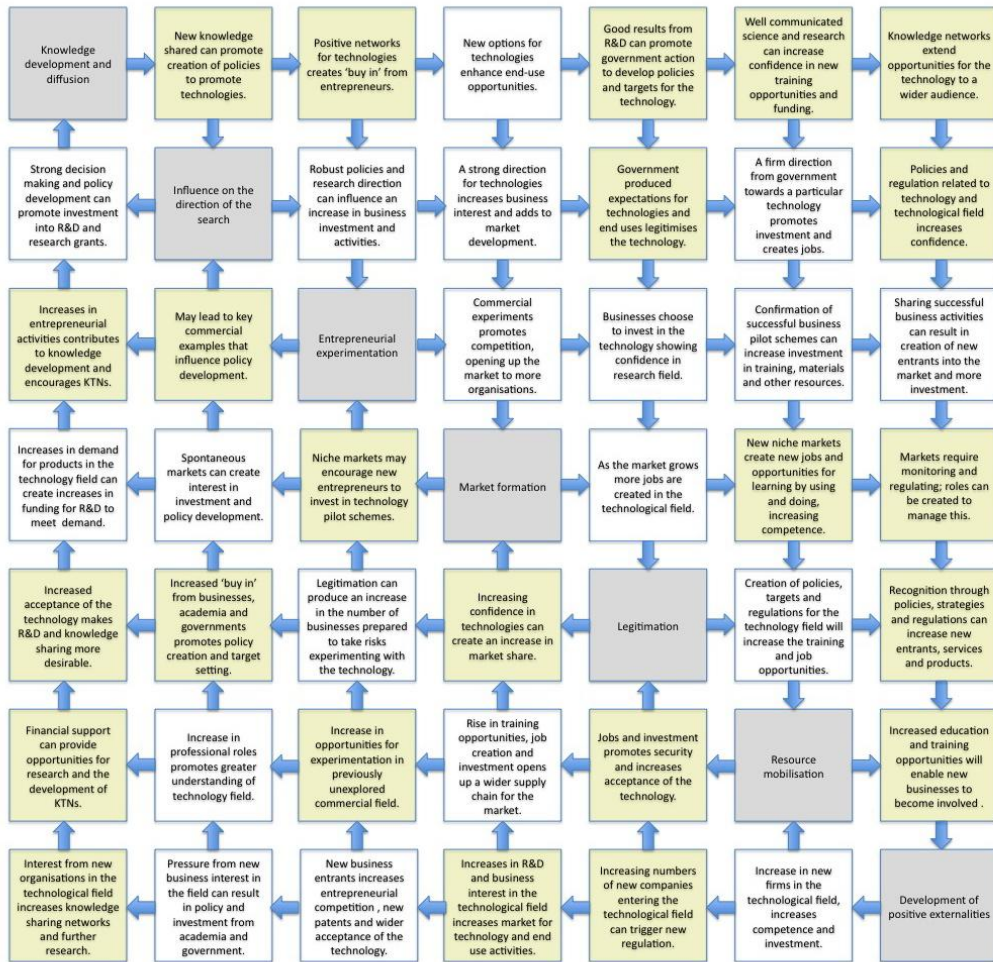 Knowledge
development and
diffusion
New knowledge
shared can promote
creation of policies
to promote
technologies.
Positive networks
for technologies
creates ‘buy in’ from
entrepreneurs.
New options for
technologies
enhance end-use
opportunities.
Good results from
R&D can promote
government action
to develop policies
and targets for the
technology.
Well communicated
science and research
can increase
confidence in new
training
opportunities and
funding.
Knowledge networks
extend
opportunities for the
technology to a
wider audience.
Strong decision
making and policy
development can
promote investment
into R&D and
research grants.
Influence on the
direction of the
search
Robust policies and
research direction
can influence an
increase in business
investment and
activities.
A strong direction
for technologies
increases business
interest and adds to
market
development.
Government
produced
expectations for
technologies and
end uses legitimises
the technology.
A firm direction
from government
towards a particular
technology
promotes
investment and
creates jobs.
Policies and
regulation related to
technology and
technological field
increases
confidence.
Increases in
entrepreneurial
activities contributes
to knowledge
development and
encourages KTNs.
May lead to key
commercial
examples that
influence policy
development.
Entrepreneurial
experimentation
Commercial
experiments
promotes
competition,
opening up the
market to more
organisations.
Businesses choose
to invest in the
technology showing
confidence in
research field.
Confirmation of
successful business
pilot schemes can
increase investment
in training, materials
and other resources.
Sharing successful
business activities
can result in
creation of new
entrants into the
market and more
investment.
Increases in demand
for products in the
technology field can
create increases in
funding for R&D to
meet demand.
Spontaneous
markets can create
interest in
investment and
policy development.
Niche markets may
encourage new
entrepreneurs to
invest in technology
pilot schemes.
Market formation
As the market grows
more jobs are
created in the
technological field.
New niche markets
create new jobs and
opportunities for
learning by using
and doing,
increasing
competence.
Markets require
monitoring and
regulating; roles can
be created to
manage this.
Increased
acceptance of the
technology makes
R&D and knowledge
sharing more
desirable.
Increased ‘buy in’
from businesses,
academia and
governments
promotes policy
creation and target
setting.
Legitimation can
produce an increase
in the number of
businesses prepared
to take risks
experimenting with
the technology.
Increasing
confidence in
technologies can
create an increase in
market share.
Legitimation
Creation of policies,
targets and
regulations for the
technology field will
increase the training
and job
opportunities.
Recognition through
policies, strategies
and regulations can
increase new
entrants, services
and products.
Financial support
can provide
opportunities for
research and the
development of
KTNs.
Increase in
professional roles
promotes greater
understanding of
technology field.
Increase in
opportunities for
experimentation in
previously
unexplored
commercial field.
Rise in training
opportunities, job
creation and
investment opens
up a wider supply
chain for the
market.
Jobs and investment
promotes security
and increases
acceptance of the
technology.
Resource
mobilisation
Increased education
and training
opportunities will
enable new
businesses to
become involved .
Interest from new
organisations in the
technological field
increases knowledge
sharing networks
and further
research.
Pressure from new
business interest in
the field can result
in policy and
investment from
academia and
government.
New business
entrants increases
entrepreneurial
competition , new
patents and wider
acceptance of the
technology.
Increases in R&D
and business
interest in the
technological field
increases market for
technology and end
use activities.
Increasing numbers
of new companies
entering the
technological field
can trigger new
regulation.
Increase in new
firms in the
technological field,
increases
competence and
investment.
Development of
positive externalities